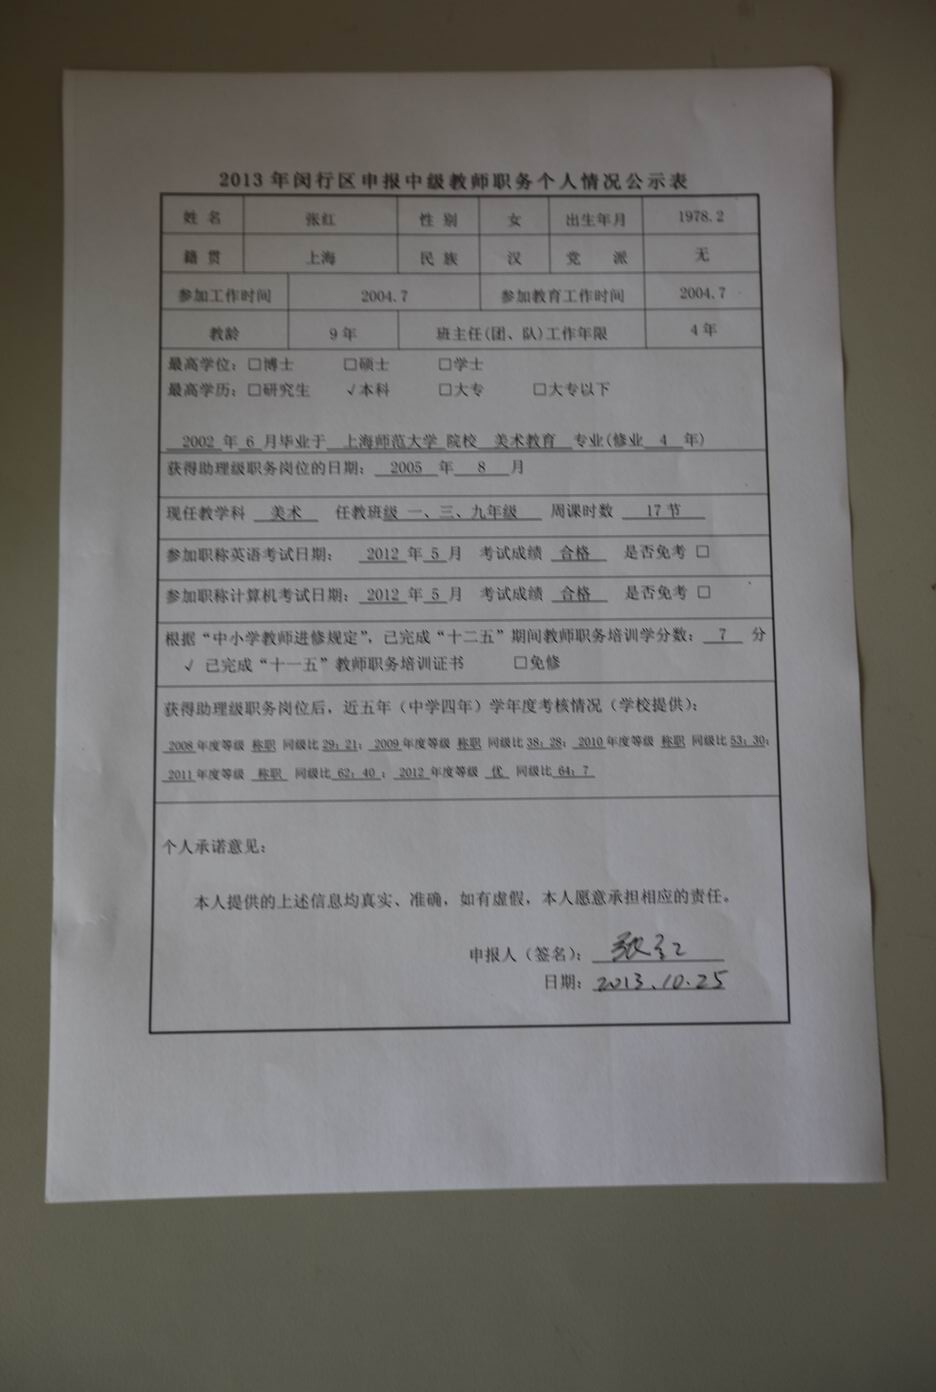 2013年闵行区申报中级教师职务个人情况公示表
姓 名 张红 性 别 女 出生年月 1978.2
籍 贯 上海 民 族 汉 党 派 无
参加工作时间 2004.7 参加教育工作时间 2004.7
教龄 9年 班主任(团、队)工作年限 4年
最高学位: □博士 □硕士 □学士
最高学历: □研究生 √本科 □大专 □大专以下
2002 年 6 月毕业于 上海师范大学 院校 美术教育 专业(修业 4 年)
获得助理级职务岗位的日期: 2005 年 8 月
现任教学科 美术 任教班级 一、三、九年级 周课时数 17节
参加职称英语考试日期: 2012 年 5 月 考试成绩 合格 是否免考 □
参加职称计算机考试日期: 2012 年 5 月 考试成绩 合格 是否免考 □
根据“中小学教师进修规定”,已完成“十二五”期间教师职务培训学分数: 7 分
√ 已完成“十一五”教师职务培训证书 □免修
获得助理级职务岗位后,近五年(中学四年)学年度考核情况(学校提供):
2008年度等级 称职 同级比 29:21; 2009年度等级 称职 同级比 38:28; 2010年度等级 称职 同级比 53:30;
2011年度等级 称职 同级比 62:40; 2012 年度等级 优 同级比 64:7
个人承诺意见:
本人提供的上述信息均真实、准确,如有虚假,本人愿意承担相应的责任。
申报人(签名): 张红
日期: 2013.10.25